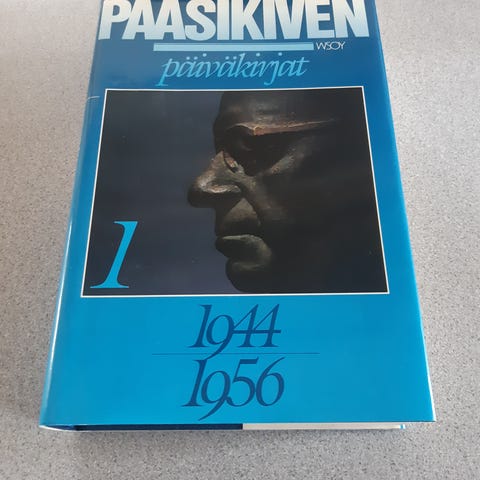 PAASIKIVEN
WSOY
päiväkirjat
1
1944
1956